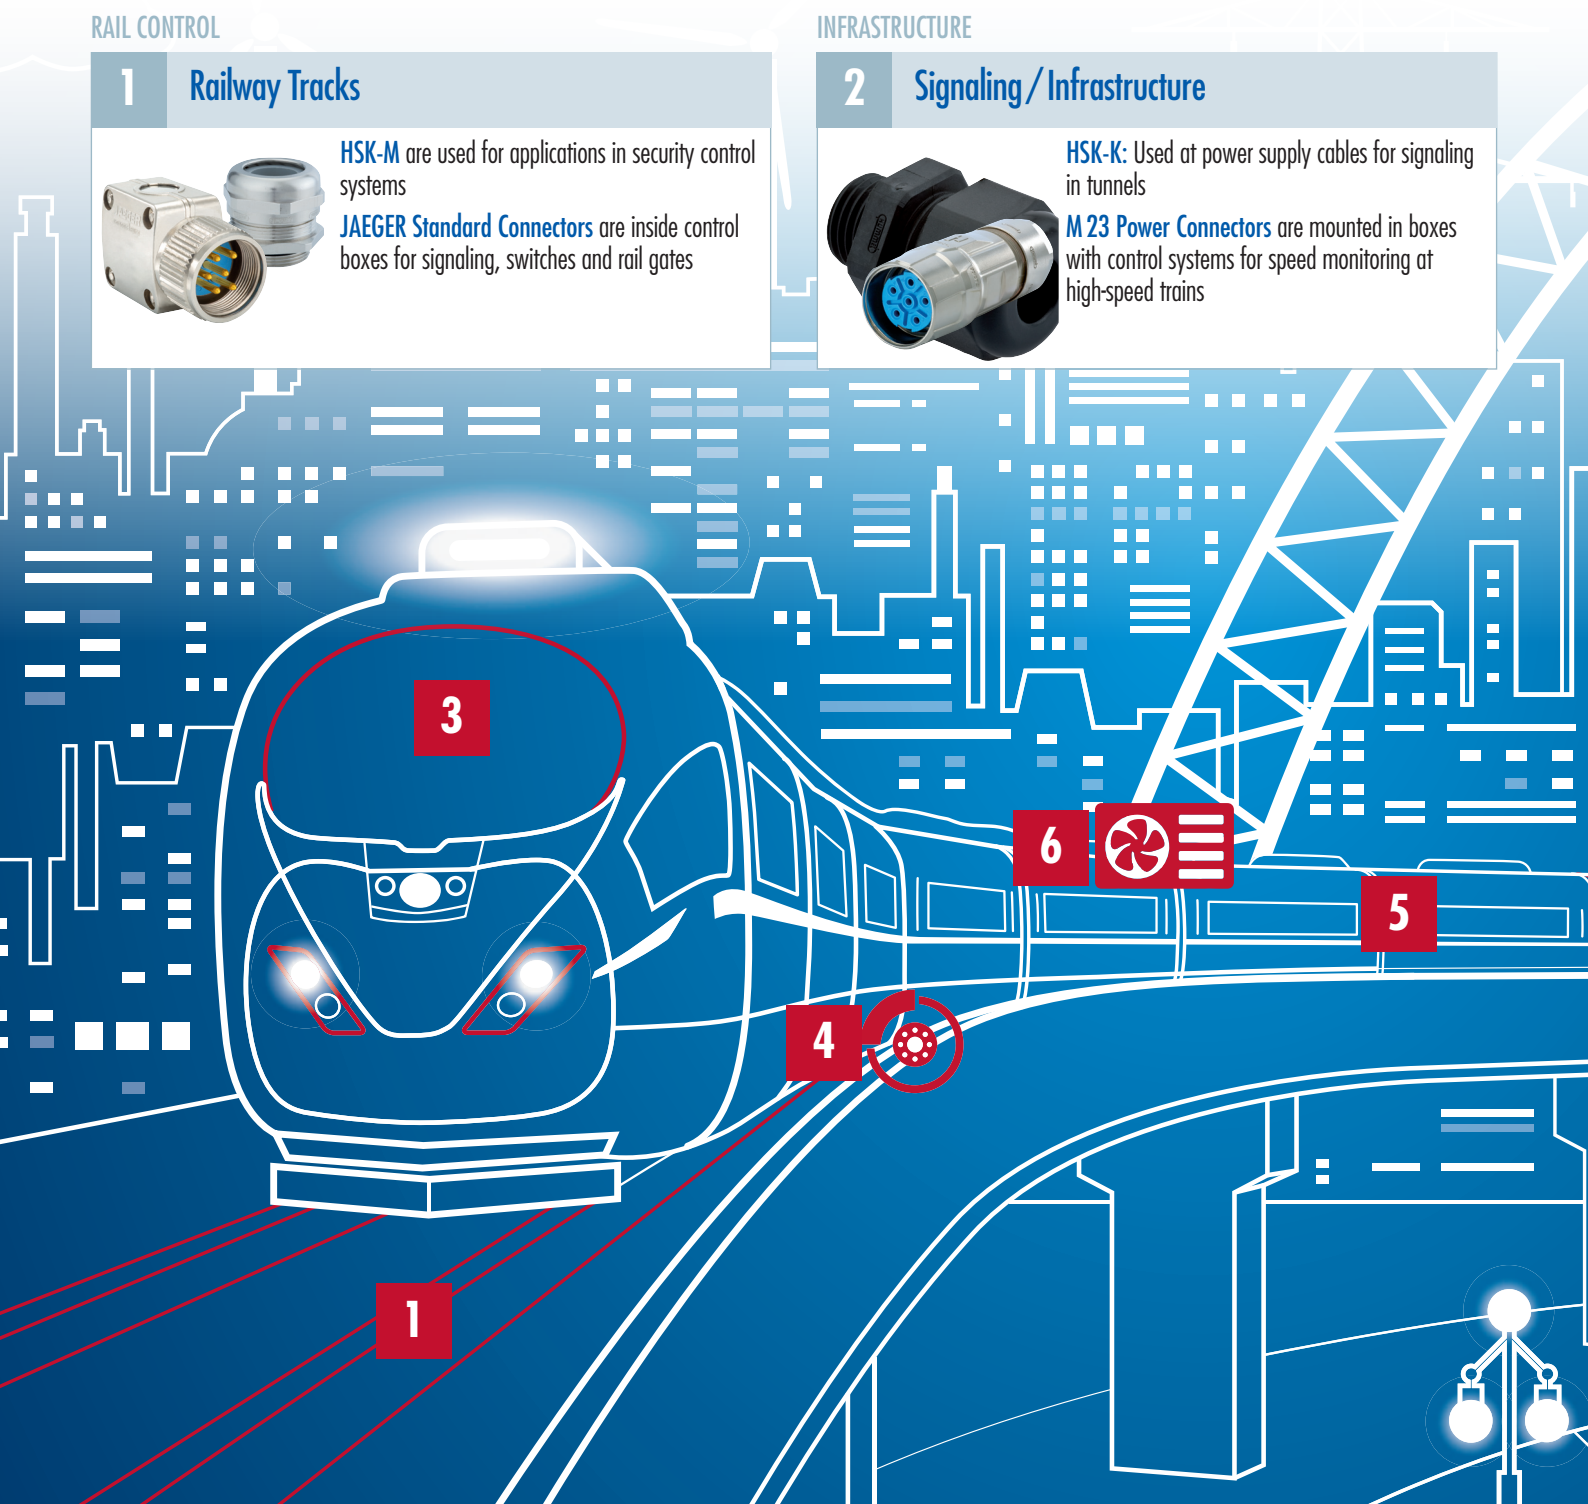 RAIL CONTROL
1 Railway Tracks
HSK-M are used for applications in security control
systems
JAEGER Standard Connectors are inside control
boxes for signaling, switches and rail gates
INFRASTRUCTURE
2 Signaling / Infrastructure
HSK-K: Used at power supply cables for signaling
in tunnels
M 23 Power Connectors are mounted in boxes
with control systems for speed monitoring at
high-speed trains
3
6
5
4
1